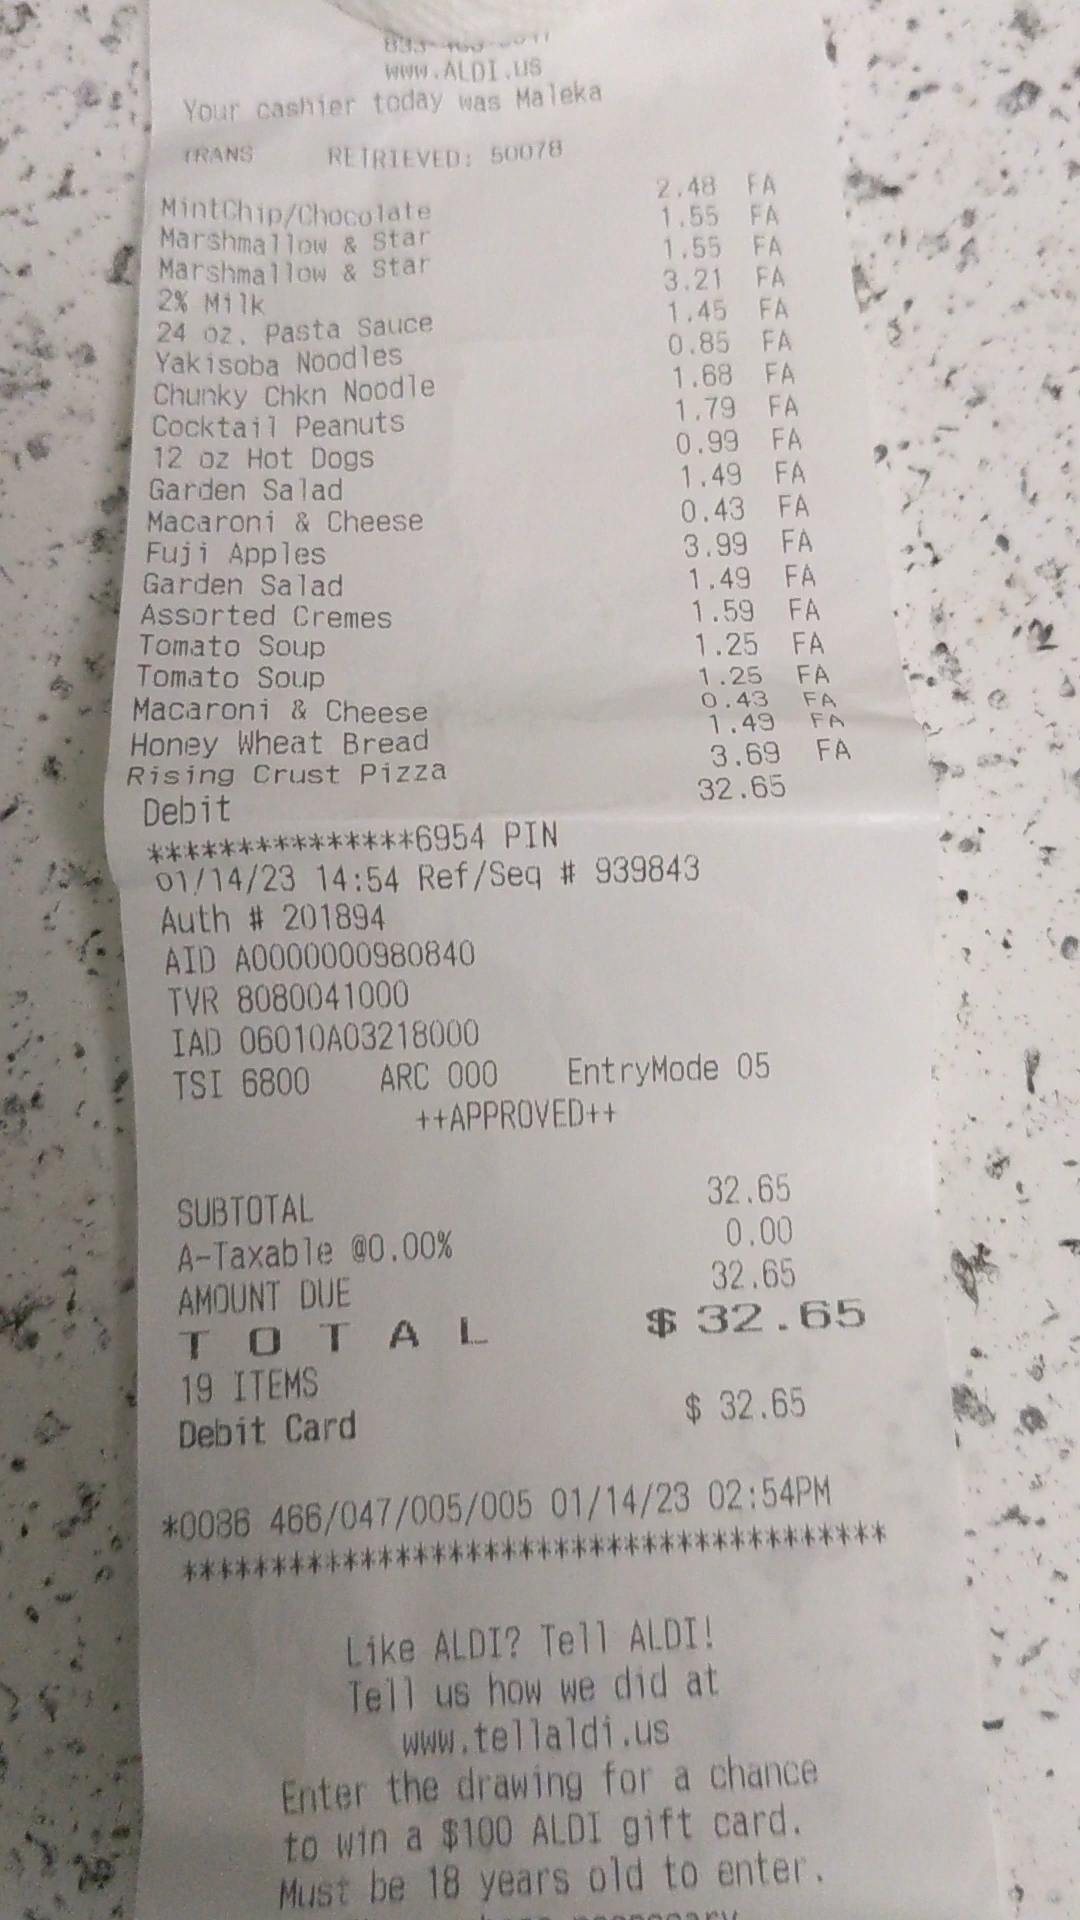 www.ALDI.us
Your cashier today was Maleka
TRANS RETRIEVED: 50078
MintChip/Chocolate 2.48 FA
Marshmallow & Star 1.55 FA
Marshmallow & Star 1.55 FA
2% Milk 3.21 FA
24 oz. Pasta Sauce 1.45 FA
Yakisoba Noodles 0.85 FA
Chunky Chkn Noodle 1.68 FA
Cocktail Peanuts 1.79 FA
12 oz Hot Dogs 0.99 FA
Garden Salad 1.49 FA
Macaroni & Cheese 0.43 FA
Fuji Apples 3.99 FA
Garden Salad 1.49 FA
Assorted Cremes 1.59 FA
Tomato Soup 1.25 FA
Tomato Soup 1.25 FA
Macaroni & Cheese 0.43 FA
Honey Wheat Bread 1.49 FA
Rising Crust Pizza 3.69 FA
Debit 32.65
***************6954 PIN
01/14/23 14:54 Ref/Seq # 939843
Auth # 201894
AID A0000000980840
TVR 8080041000
IAD 06010A03218000
TSI 6800 ARC 000 EntryMode 05
++APPROVED++
SUBTOTAL 32.65
A-Taxable @0.00% 0.00
AMOUNT DUE 32.65
TOTAL $32.65
19 ITEMS
Debit Card $ 32.65
*0086 466/047/005/005 01/14/23 02:54PM
***************************************
Like ALDI? Tell ALDI!
Tell us how we did at
www.tellaldi.us
Enter the drawing for a chance
to win a $100 ALDI gift card.
Must be 18 years old to enter.